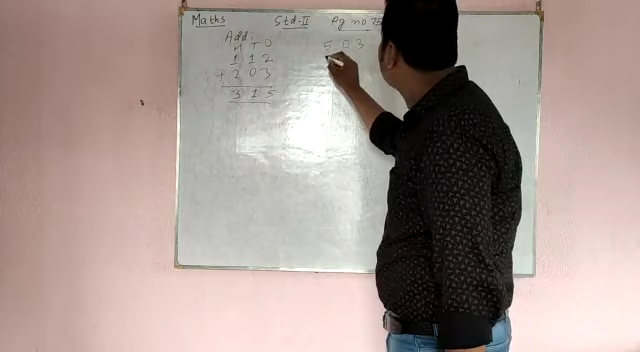 Maths Std-II Pg no 75
Add:
H T O
1 1 2
+ 2 0 3
3 1 5
5 0 3